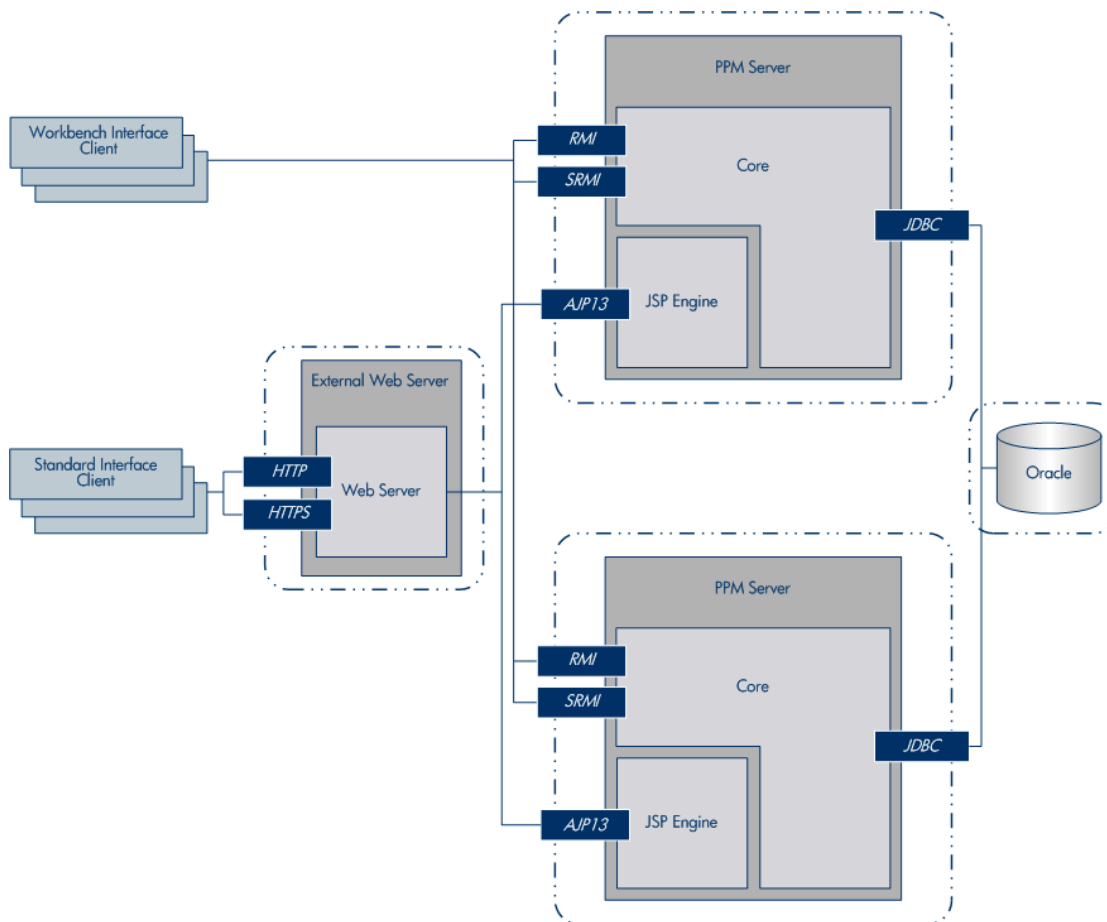 PPM Server
Workbench Interface
Client
RMI
Core
SRMI
JDBC
AJP13
JSP Engine
External Web Server
Standard Interface
Client
HTTP
Web Server
HTTPS
Oracle
PPM Server
RMI
Core
SRMI
JDBC
AJP13
JSP Engine